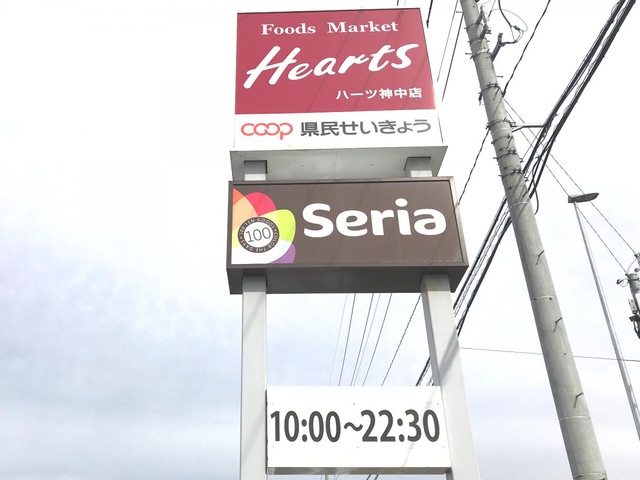 Foods Market
Hearts
ハーツ神中店
coop 県民せいきょう
Seria
100
10:00~22:30